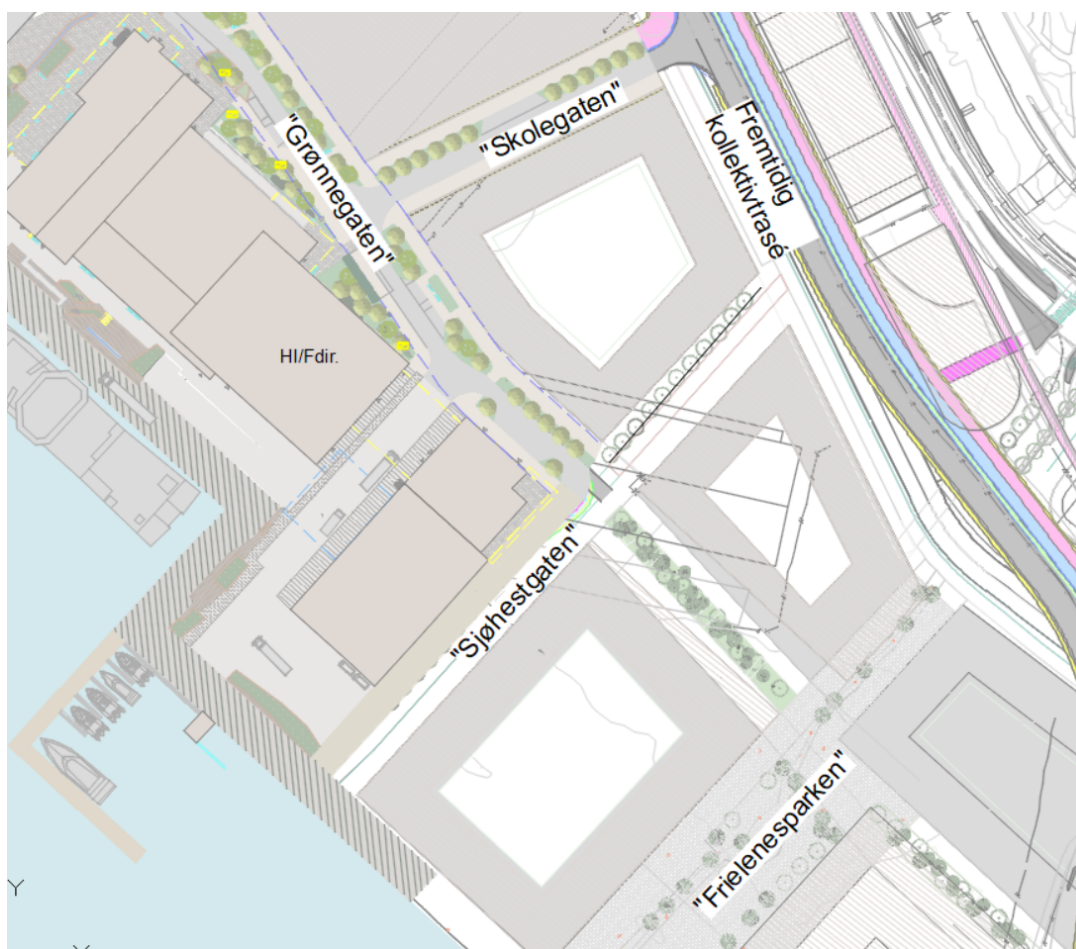 "Grønnegaten"
"Skolegaten"
Fremtidig
kollektivtrasé
HI/Fdir.
"Sjøhestgaten"
"Frielenesparken"